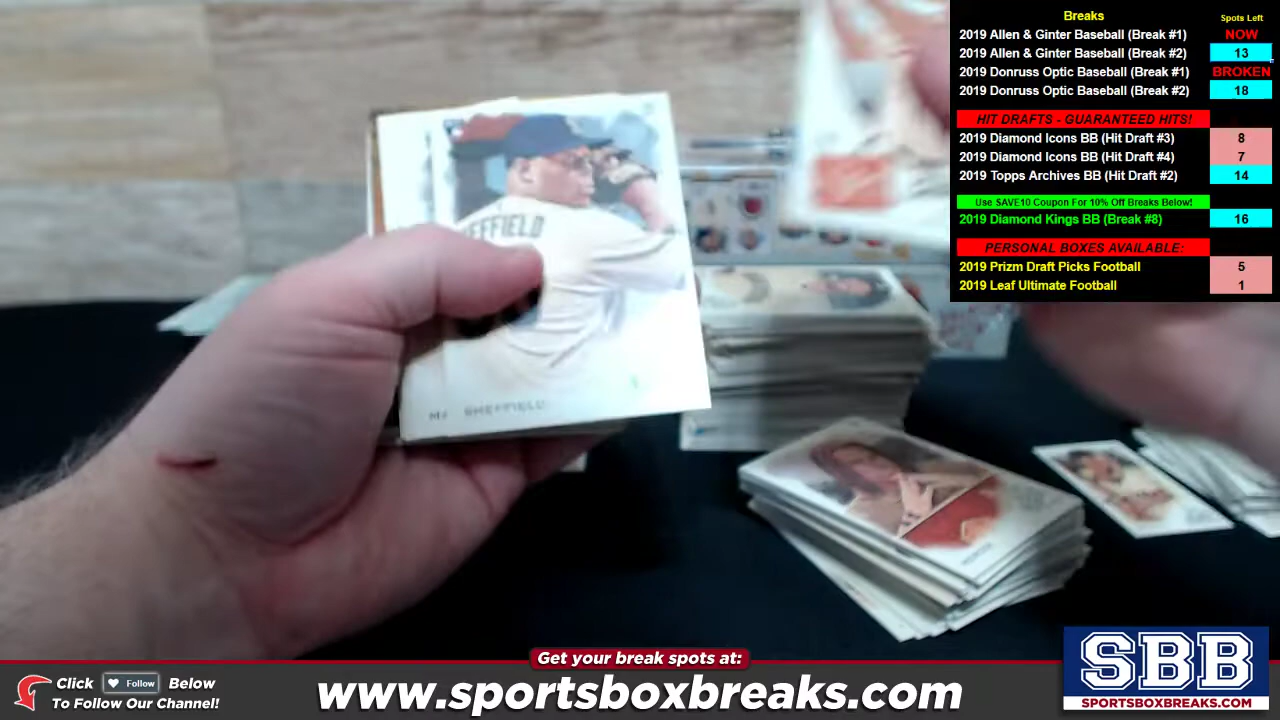 Breaks Spots Left
2019 Allen & Ginter Baseball (Break #1) NOW
2019 Allen & Ginter Baseball (Break #2) 13
2019 Donruss Optic Baseball (Break #1) BROKEN
2019 Donruss Optic Baseball (Break #2) 18
HIT DRAFTS - GUARANTEED HITS!
2019 Diamond Icons BB (Hit Draft #3) 8
2019 Diamond Icons BB (Hit Draft #4) 7
2019 Topps Archives BB (Hit Draft #2) 14
Use SAVE10 Coupon For 10% Off Breaks Below!
2019 Diamond Kings BB (Break #8) 16
PERSONAL BOXES AVAILABLE:
2019 Prizm Draft Picks Football 5
2019 Leaf Ultimate Football 1
SHEFFIELD
Get your break spots at:
Click Follow Below
To Follow Our Channel!
www.sportsboxbreaks.com
SBB
SPORTSBOXBREAKS.COM